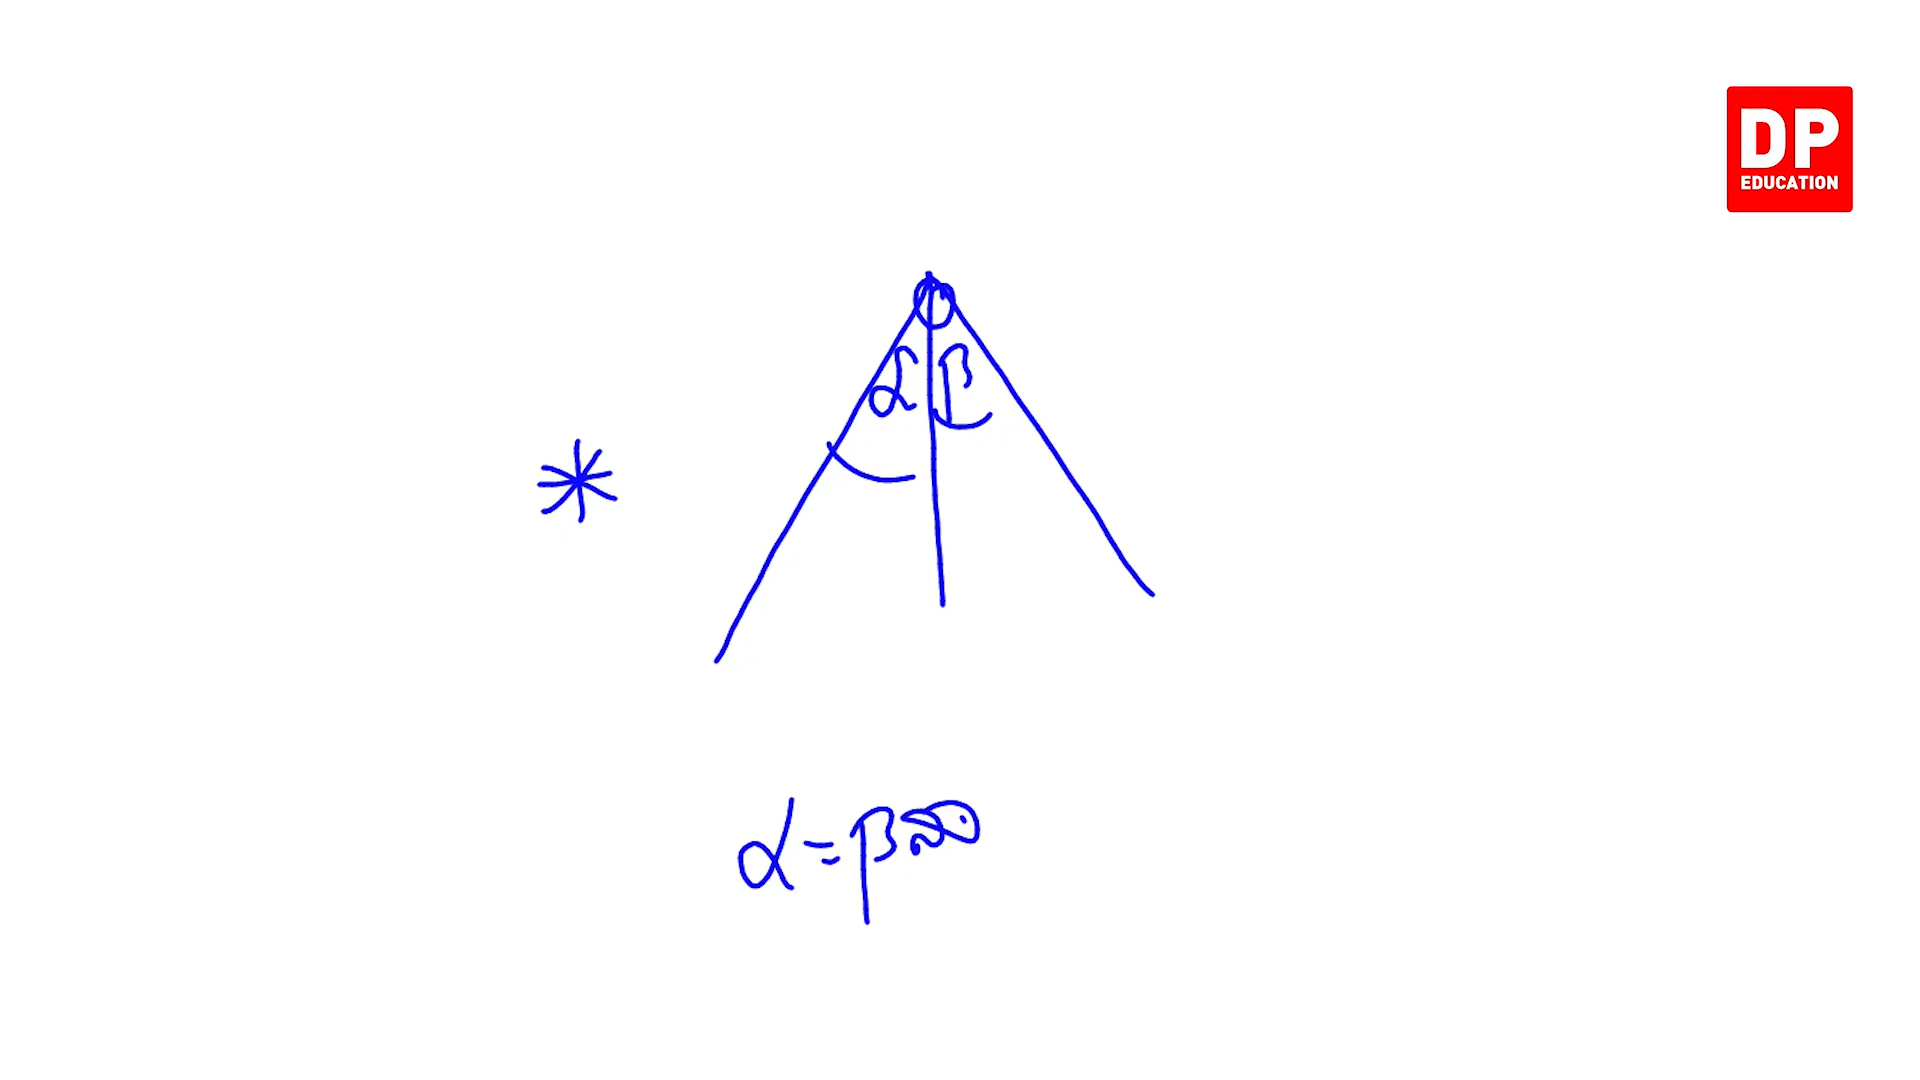 DP
EDUCATION
α β
α = β